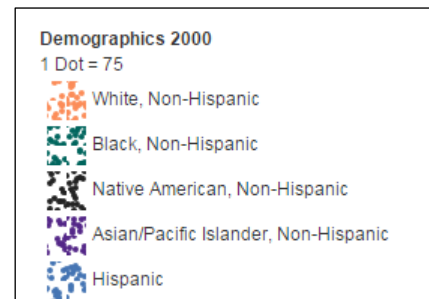 Demographics 2000
1 Dot = 75
White, Non-Hispanic
Black, Non-Hispanic
Native American, Non-Hispanic
Asian/Pacific Islander, Non-Hispanic
Hispanic